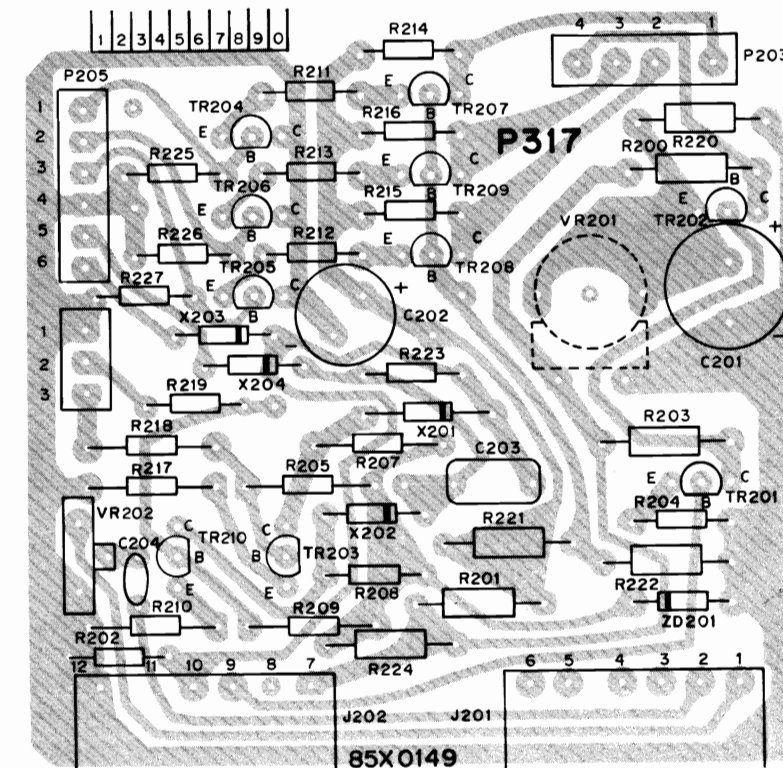 R214
4 3 2 1
P203
1 2 3 4 5 6 7 8 9 0
P205
R211
E C
TR207
B
TR204
R216
P317
R220
1
2
3
4
5
6
E C
B
R225
R213
E C
B
TR209
R200
B
E C
TR202
TR206
E C
B
R215
VR201
+
R226
R212
E C
B
TR208
TR205
R227
E C
B
+
C202
-
C201
-
X203
1
2
3
X204
R223
R219
X201
R218
R207
C203
R203
R217
R205
E C
B
TR201
R204
VR202
C204
C
B
E
TR210
C
B
E
TR203
X202
R221
R222
R208
R201
ZD201
R210
R209
R202
R224
12 11 10 9 8 7
6 5 4 3 2 1
J202
J201
85X0149